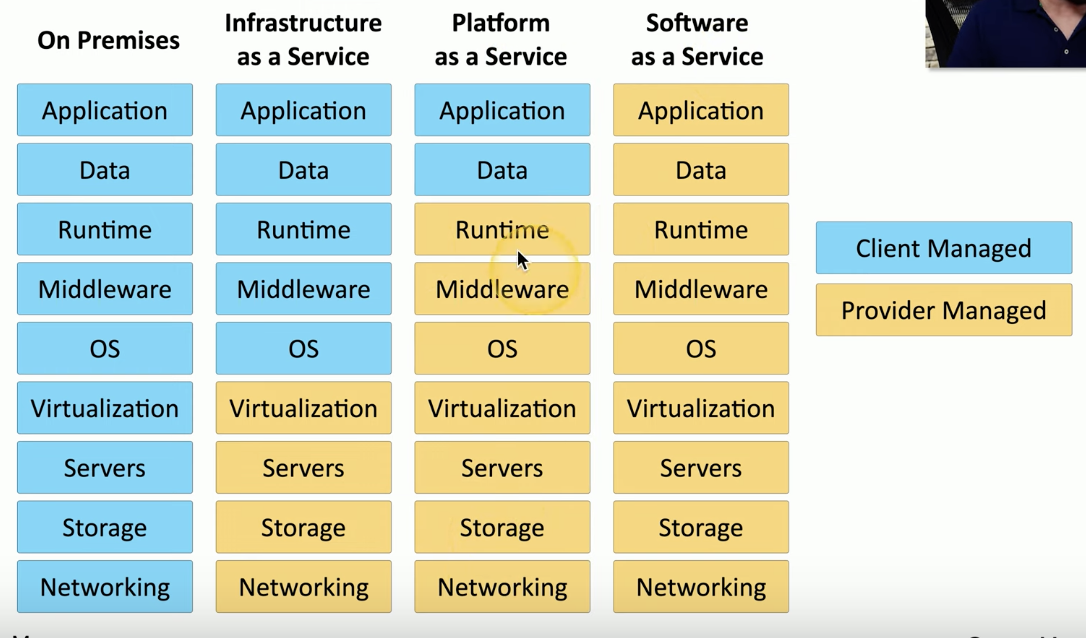 On Premises
Infrastructure
as a Service
Platform
as a Service
Software
as a Service
Application
Application
Application
Application
Data
Data
Data
Data
Runtime
Runtime
Runtime
Runtime
Middleware
Middleware
Middleware
Middleware
OS
OS
OS
OS
Virtualization
Virtualization
Virtualization
Virtualization
Servers
Servers
Servers
Servers
Storage
Storage
Storage
Storage
Networking
Networking
Networking
Networking
Client Managed
Provider Managed